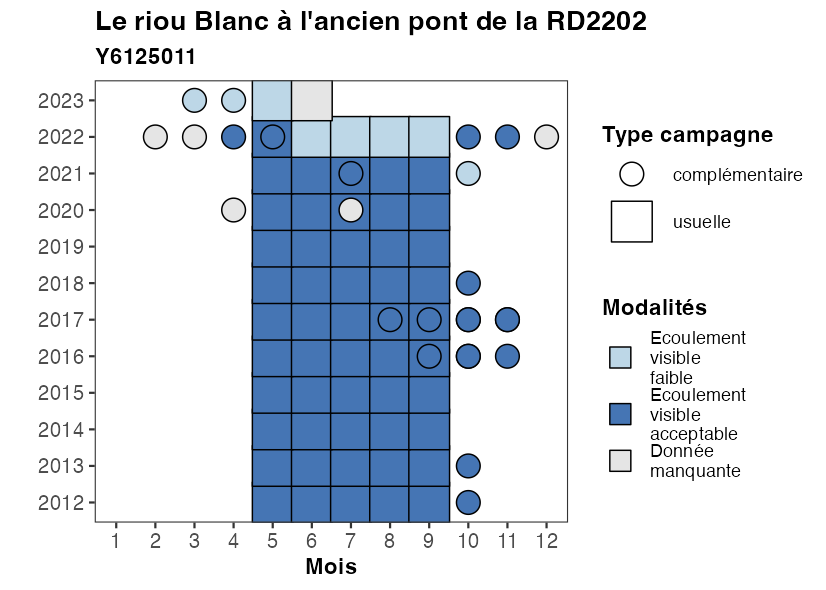 Le riou Blanc à l'ancien pont de la RD2202
Y6125011
2023
2022
2021
2020
2019
2018
2017
2016
2015
2014
2013
2012
1 2 3 4 5 6 7 8 9 10 11 12
Mois
Type campagne
complémentaire
usuelle
Modalités
Ecoulement
visible
faible
Ecoulement
visible
acceptable
Donnée
manquante